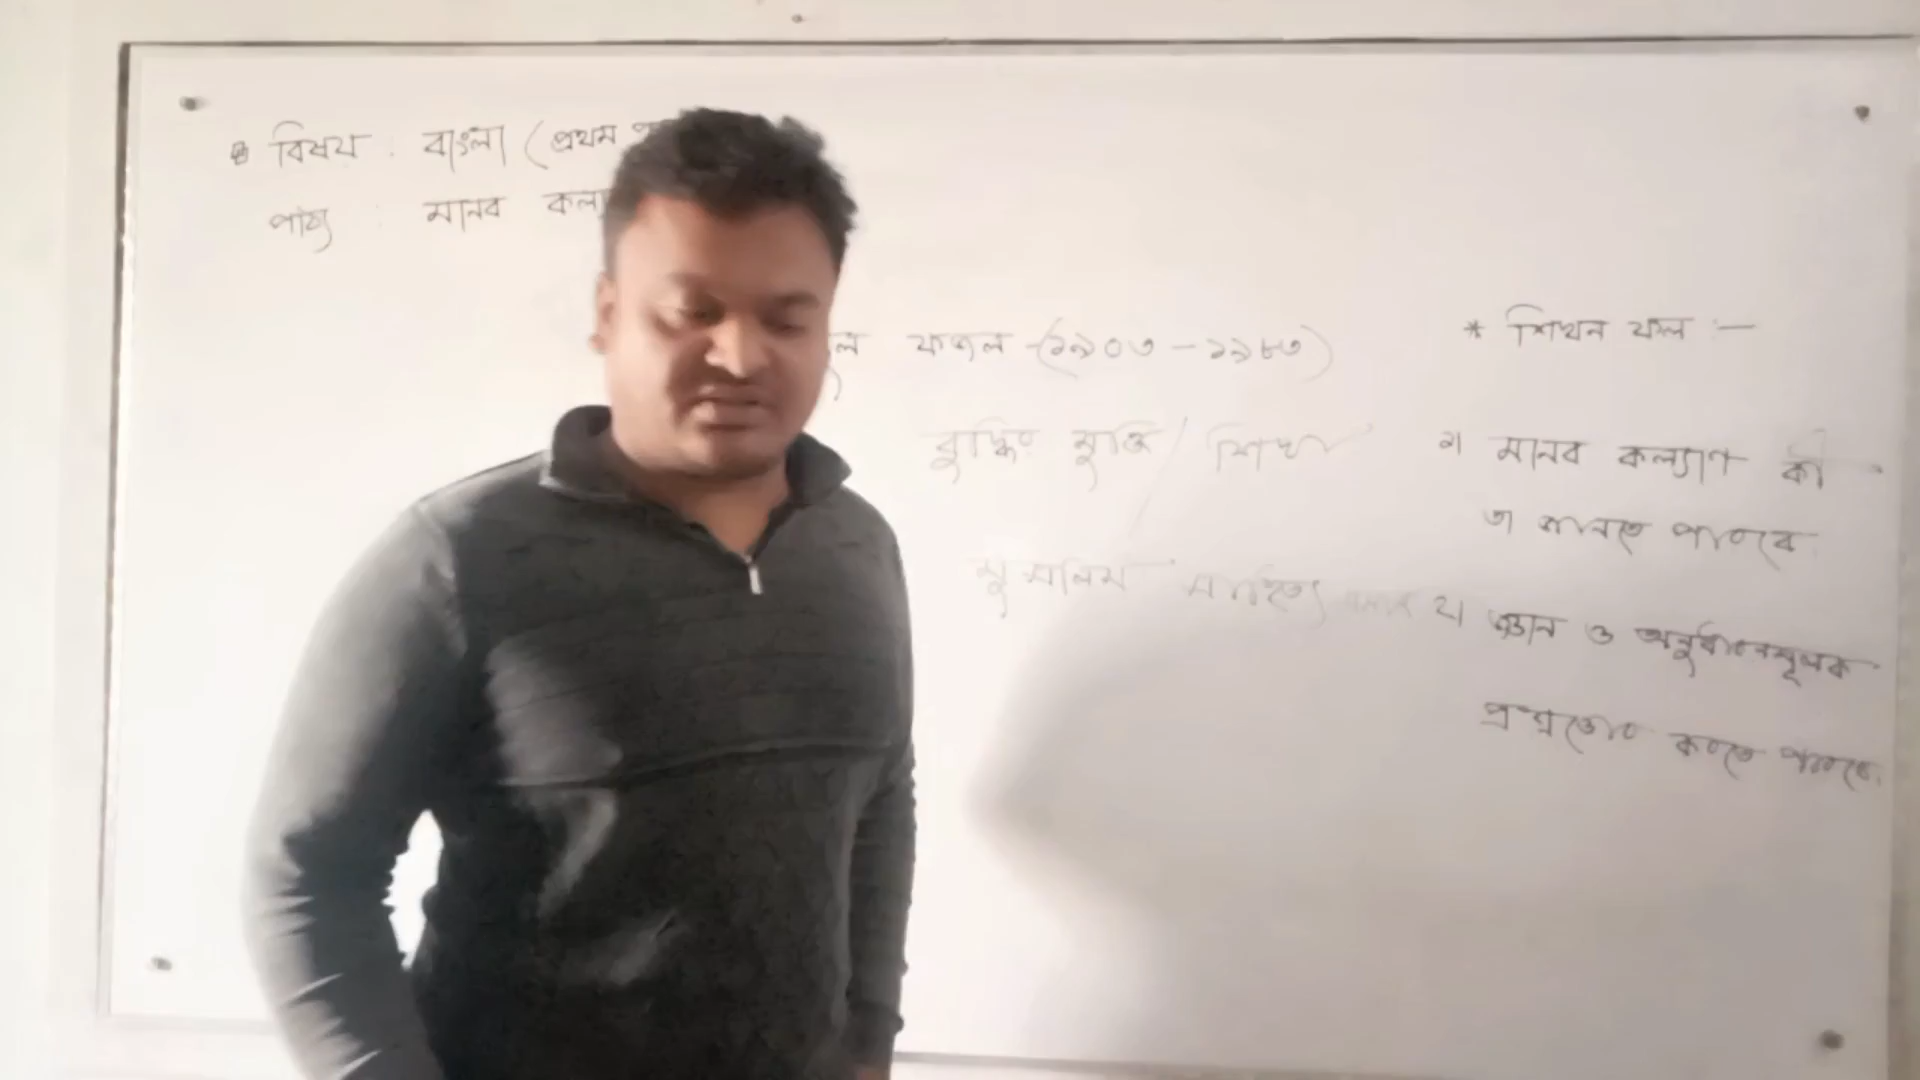 বিষয় : বাংলা (প্রথম
পাঠ্য : মানব
ফজল - (১৯০৩ - ১৯৮৩)
বুদ্ধির মুক্তি / শিখা
মুসলিম সাহিত্য
* শিখন ফল :-
১। মানব কল্যাণ কী
তা জানতে পারবে
২। জ্ঞান ও অনুধাবনমূলক
প্রশ্নোত্তর করতে পারবে।